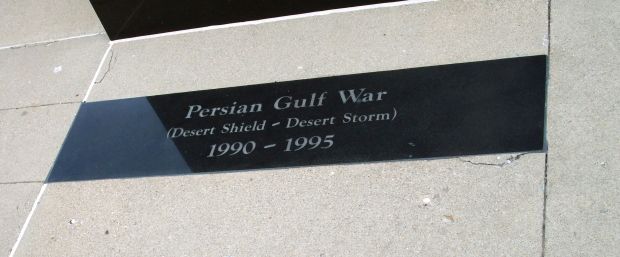 Persian Gulf War
(Desert Shield - Desert Storm)
1990 - 1995